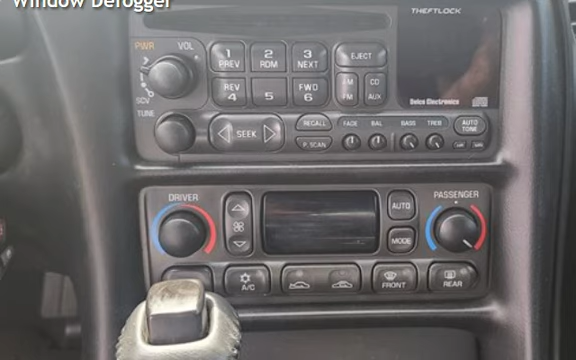 Window Defogger
THEFTLOCK
PWR VOL
1 PREV
2 RDM
3 NEXT
EJECT
REV 4
5
FWD 6
AM FM
CD AUX
SCV
TUNE
SEEK
RECALL
P.SCAN
FADE BAL BASS TREB
AUTO TONE
Delco Electronics
DRIVER
PASSENGER
AUTO
MODE
A/C
FRONT
REAR